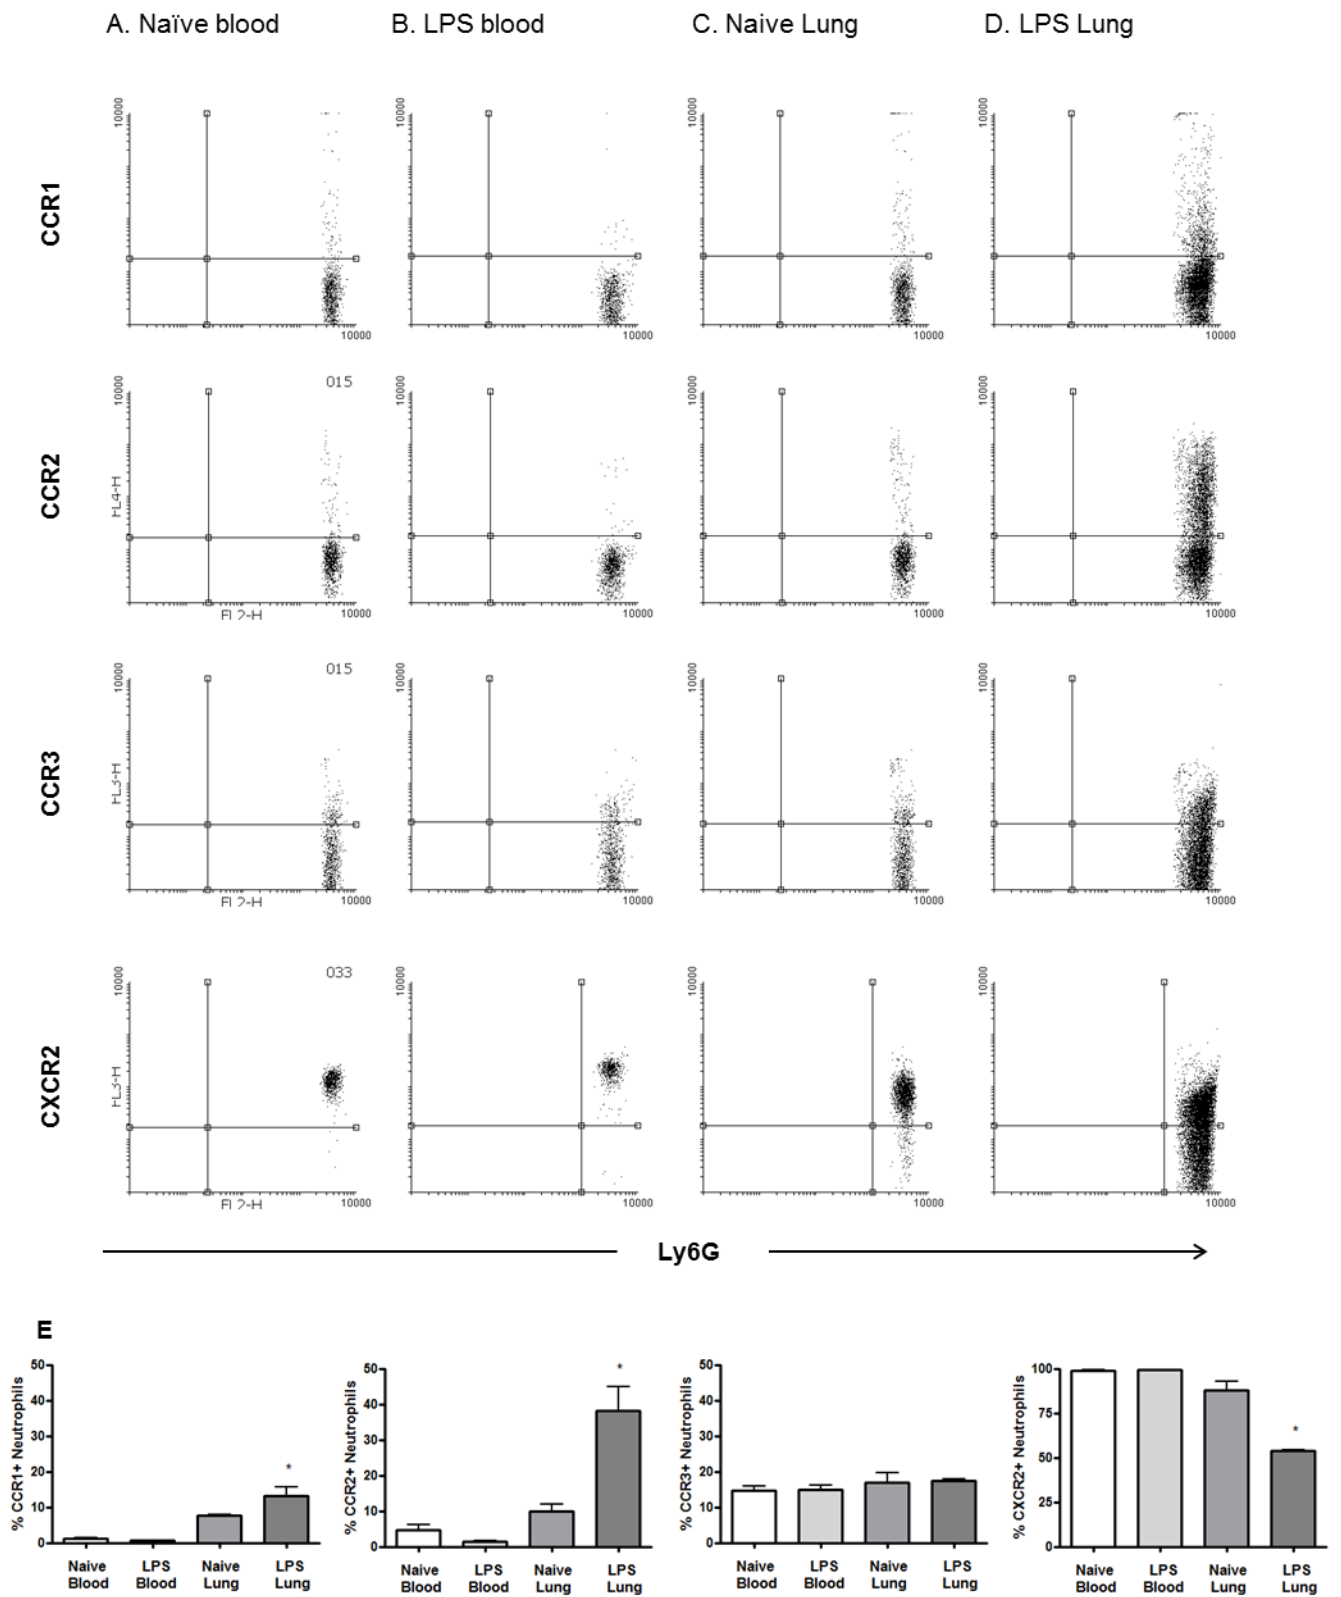 A. Naïve blood B. LPS blood C. Naive Lung D. LPS Lung
CCR1
10000 10000 10000 10000
10000 10000 10000 10000
CCR2
015
10000 10000 10000 10000
FL4-H
FL2-H 10000 10000 10000 10000
CCR3
015
10000 10000 10000 10000
FL3-H
FL2-H 10000 10000 10000 10000
CXCR2
033
10000 10000 10000 10000
FL3-H
FL2-H 10000 10000 10000 10000
Ly6G
E
% CCR1+ Neutrophils
50
40
30
20
10
0
*
Naive Blood
LPS Blood
Naive Lung
LPS Lung
% CCR2+ Neutrophils
50
40
30
20
10
0
*
Naive Blood
LPS Blood
Naive Lung
LPS Lung
% CCR3+ Neutrophils
50
40
30
20
10
0
Naive Blood
LPS Blood
Naive Lung
LPS Lung
% CXCR2+ Neutrophils
100
75
50
25
0
*
Naive Blood
LPS Blood
Naive Lung
LPS Lung